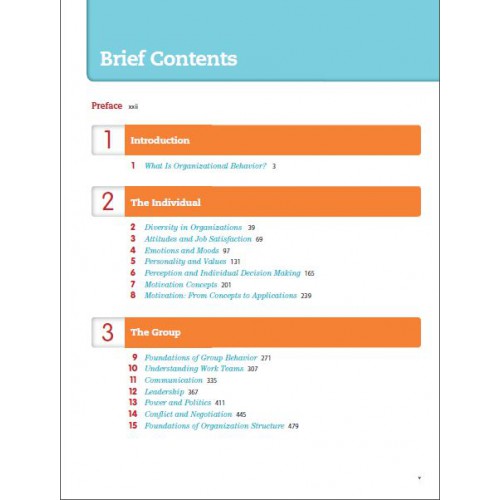 Brief Contents
Preface xxii
1 Introduction
1 What Is Organizational Behavior? 3
2 The Individual
2 Diversity in Organizations 39
3 Attitudes and Job Satisfaction 69
4 Emotions and Moods 97
5 Personality and Values 131
6 Perception and Individual Decision Making 165
7 Motivation Concepts 201
8 Motivation: From Concepts to Applications 239
3 The Group
9 Foundations of Group Behavior 271
10 Understanding Work Teams 307
11 Communication 335
12 Leadership 367
13 Power and Politics 411
14 Conflict and Negotiation 445
15 Foundations of Organization Structure 479
v